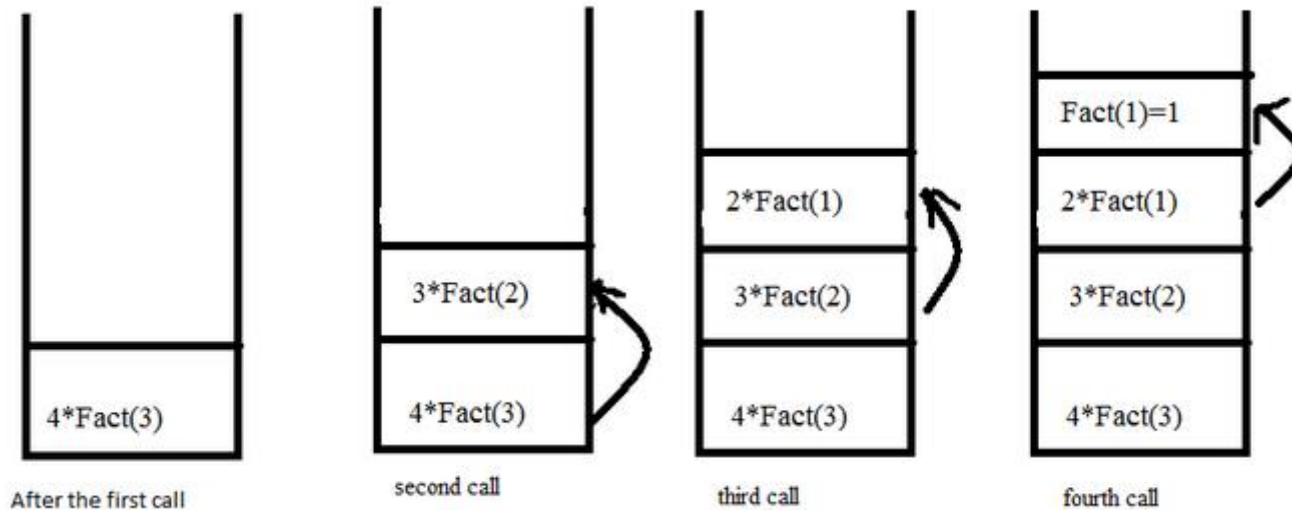 4*Fact(3)
After the first call
3*Fact(2)
4*Fact(3)
second call
2*Fact(1)
3*Fact(2)
4*Fact(3)
third call
Fact(1)=1
2*Fact(1)
3*Fact(2)
4*Fact(3)
fourth call